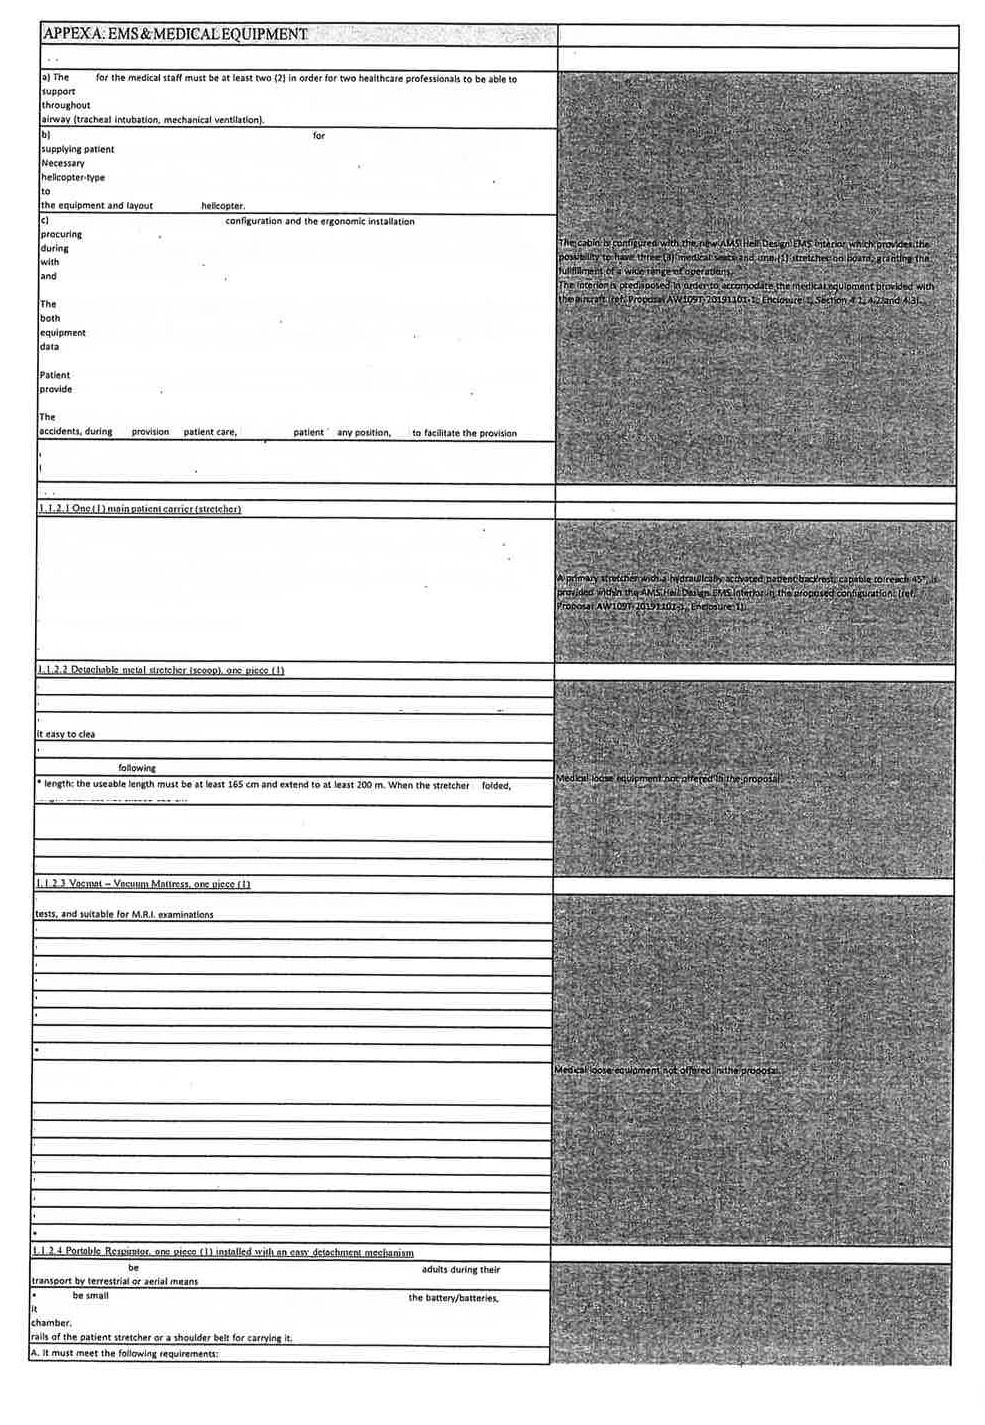 APPEX A: EMS & MEDICAL EQUIPMENT
a) The for the medical staff must be at least two (2) in order for two healthcare professionals to be able to
support
throughout
airway (tracheal intubation, mechanical ventilation).
b) for
supplying patient
Necessary
helicopter-type
to
the equipment and layout helicopter.
c) configuration and the ergonomic installation
procuring
during
with
and
The
both
equipment
data
Patient
provide
The
accidents, during provision patient care, patient any position, to facilitate the provision
The cabin is configured with the new AMS Heli Design EMS Interior which provides the
possibility to have three (3) medical seats and one (1) stretches on board, granting the
fullfillment of a wide range of operations.
The interior is predisposed in order to accomodate the medical equipment provided with
the aircraft (ref. Proposal AW109T-20191101-1, Enclosure 1, Section 4.1, 4.2 and 4.3).
1.1.2.1 One (1) main patient carrier (stretcher)
A primary stretcher with a hydraulically activated patient backrest, capable to reach 45°, is
provided within the AMS Heli Design EMS Interior in the proposed configuration. (ref.
Proposal AW109T-20191101-1, Enclosure 1).
1.1.2.2 Detachable metal stretcher (scoop), one piece (1)
it easy to clea
following
* length: the useable length must be at least 165 cm and extend to at least 200 m. When the stretcher folded,
Medical loose equipment not offered in the proposal.
1.1.2.3 Vacmat – Vacuum Mattress, one piece (1)
tests, and suitable for M.R.I. examinations
Medical loose equipment not offered in the proposal.
1.1.2.4 Portable Respirator, one piece (1) installed with an easy detachment mechanism
be adults during their
transport by terrestrial or aerial means
• be small the battery/batteries,
it
chamber.
rails of the patient stretcher or a shoulder belt for carrying it.
A. It must meet the following requirements: